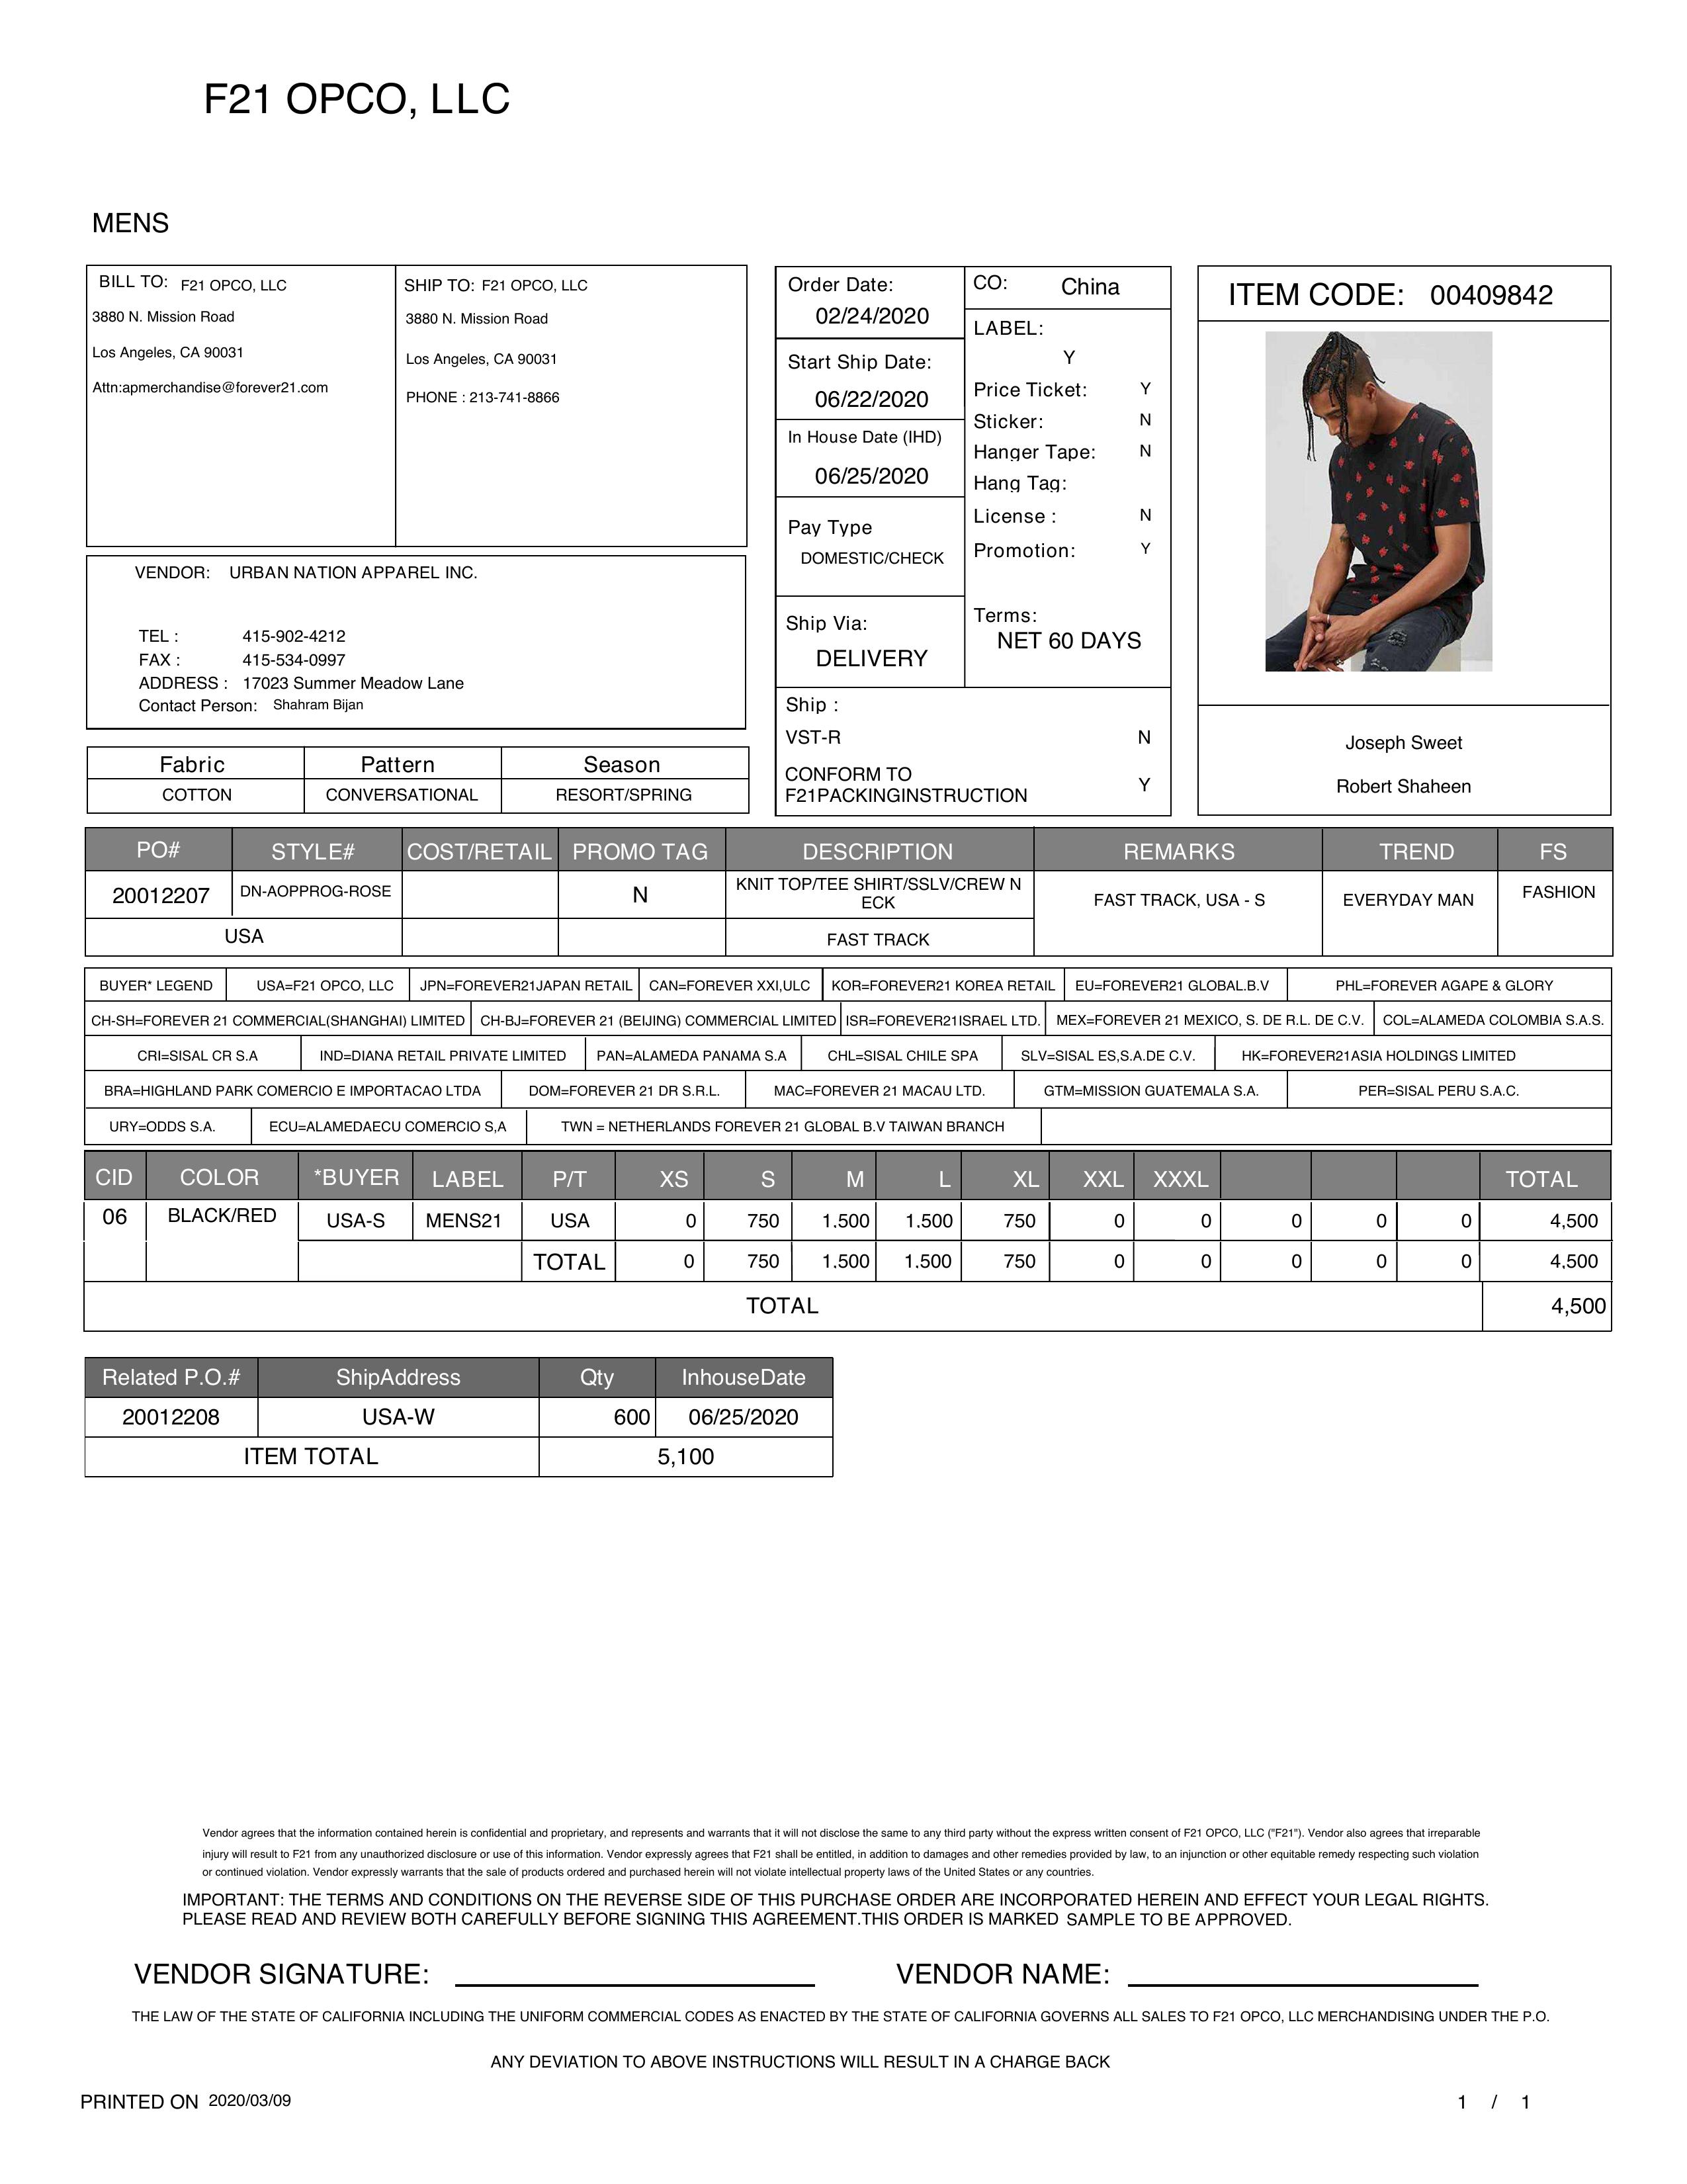 F21 OPCO, LLC
MENS
BILL TO: F21 OPCO, LLC
3880 N. Mission Road
Los Angeles, CA 90031
Attn:apmerchandise@forever21.com
SHIP TO: F21 OPCO, LLC
3880 N. Mission Road
Los Angeles, CA 90031
PHONE : 213-741-8866
VENDOR: URBAN NATION APPAREL INC.
TEL : 415-902-4212
FAX : 415-534-0997
ADDRESS : 17023 Summer Meadow Lane
Contact Person: Shahram Bijan
Fabric Pattern Season
COTTON CONVERSATIONAL RESORT/SPRING
Order Date:
02/24/2020
Start Ship Date:
06/22/2020
In House Date (IHD)
06/25/2020
Pay Type
DOMESTIC/CHECK
Ship Via:
DELIVERY
CO: China
LABEL:
Y
Price Ticket: Y
Sticker: N
Hanger Tape: N
Hang Tag:
License : N
Promotion: Y
Terms:
NET 60 DAYS
Ship :
VST-R N
CONFORM TO
F21PACKINGINSTRUCTION Y
ITEM CODE: 00409842
Joseph Sweet
Robert Shaheen
PO# STYLE# COST/RETAIL PROMO TAG DESCRIPTION REMARKS TREND FS
20012207 DN-AOPPROG-ROSE N KNIT TOP/TEE SHIRT/SSLV/CREW N
ECK FAST TRACK, USA - S EVERYDAY MAN FASHION
USA FAST TRACK
BUYER* LEGEND USA=F21 OPCO, LLC JPN=FOREVER21JAPAN RETAIL CAN=FOREVER XXI,ULC KOR=FOREVER21 KOREA RETAIL EU=FOREVER21 GLOBAL.B.V PHL=FOREVER AGAPE & GLORY
CH-SH=FOREVER 21 COMMERCIAL(SHANGHAI) LIMITED CH-BJ=FOREVER 21 (BEIJING) COMMERCIAL LIMITED ISR=FOREVER21ISRAEL LTD. MEX=FOREVER 21 MEXICO, S. DE R.L. DE C.V. COL=ALAMEDA COLOMBIA S.A.S.
CRI=SISAL CR S.A IND=DIANA RETAIL PRIVATE LIMITED PAN=ALAMEDA PANAMA S.A CHL=SISAL CHILE SPA SLV=SISAL ES,S.A.DE C.V. HK=FOREVER21ASIA HOLDINGS LIMITED
BRA=HIGHLAND PARK COMERCIO E IMPORTACAO LTDA DOM=FOREVER 21 DR S.R.L. MAC=FOREVER 21 MACAU LTD. GTM=MISSION GUATEMALA S.A. PER=SISAL PERU S.A.C.
URY=ODDS S.A. ECU=ALAMEDAECU COMERCIO S,A TWN = NETHERLANDS FOREVER 21 GLOBAL B.V TAIWAN BRANCH
CID COLOR *BUYER LABEL P/T XS S M L XL XXL XXXL TOTAL
06 BLACK/RED USA-S MENS21 USA 0 750 1.500 1.500 750 0 0 0 0 0 4,500
TOTAL 0 750 1.500 1.500 750 0 0 0 0 0 4,500
TOTAL 4,500
Related P.O.# ShipAddress Qty InhouseDate
20012208 USA-W 600 06/25/2020
ITEM TOTAL 5,100
Vendor agrees that the information contained herein is confidential and proprietary, and represents and warrants that it will not disclose the same to any third party without the express written consent of F21 OPCO, LLC ("F21"). Vendor also agrees that irreparable
injury will result to F21 from any unauthorized disclosure or use of this information. Vendor expressly agrees that F21 shall be entitled, in addition to damages and other remedies provided by law, to an injunction or other equitable remedy respecting such violation
or continued violation. Vendor expressly warrants that the sale of products ordered and purchased herein will not violate intellectual property laws of the United States or any countries.
IMPORTANT: THE TERMS AND CONDITIONS ON THE REVERSE SIDE OF THIS PURCHASE ORDER ARE INCORPORATED HEREIN AND EFFECT YOUR LEGAL RIGHTS.
PLEASE READ AND REVIEW BOTH CAREFULLY BEFORE SIGNING THIS AGREEMENT.THIS ORDER IS MARKED SAMPLE TO BE APPROVED.
VENDOR SIGNATURE: VENDOR NAME:
THE LAW OF THE STATE OF CALIFORNIA INCLUDING THE UNIFORM COMMERCIAL CODES AS ENACTED BY THE STATE OF CALIFORNIA GOVERNS ALL SALES TO F21 OPCO, LLC MERCHANDISING UNDER THE P.O.
ANY DEVIATION TO ABOVE INSTRUCTIONS WILL RESULT IN A CHARGE BACK
PRINTED ON 2020/03/09 1 / 1